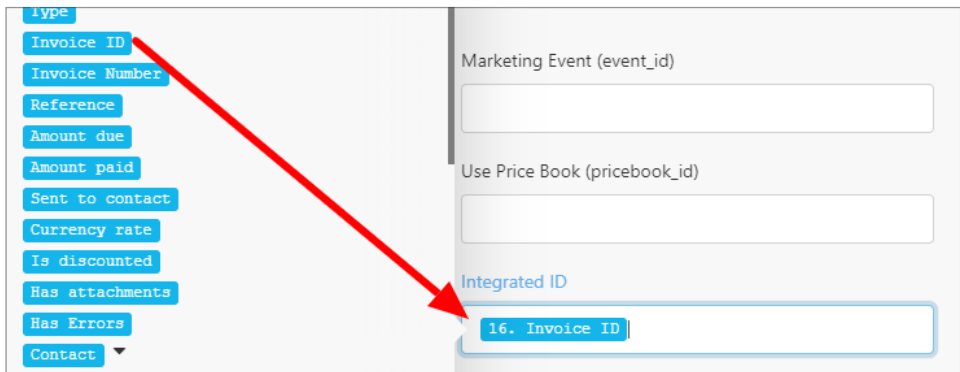 Type
Invoice ID
Invoice Number
Reference
Amount due
Amount paid
Sent to contact
Currency rate
Is discounted
Has attachments
Has Errors
Contact
Marketing Event (event_id)
Use Price Book (pricebook_id)
Integrated ID
16. Invoice ID